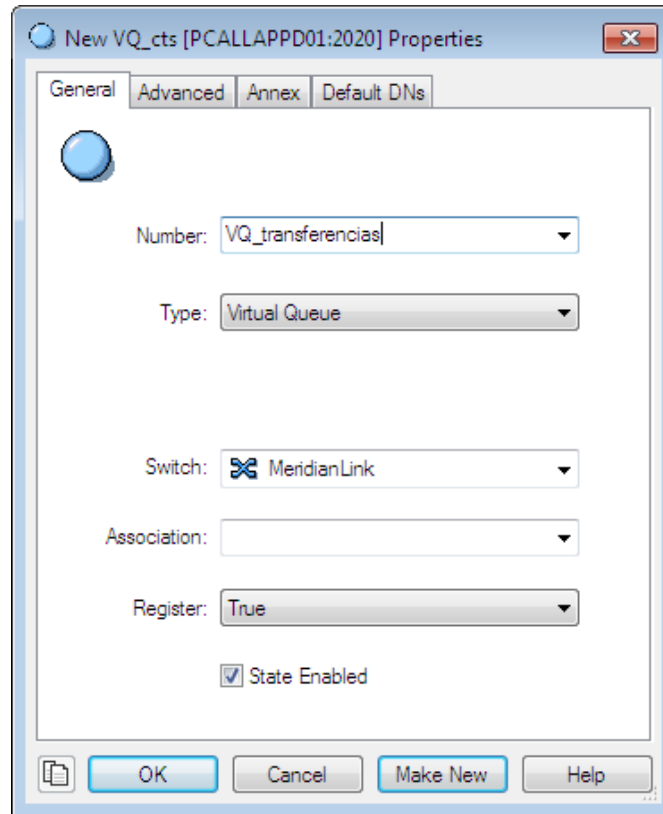 New VQ_cts [PCALLAPPD01:2020] Properties
General Advanced Annex Default DNs
Number: VQ_transferencias
Type: Virtual Queue
Switch: MeridianLink
Association:
Register: True
State Enabled
OK Cancel Make New Help